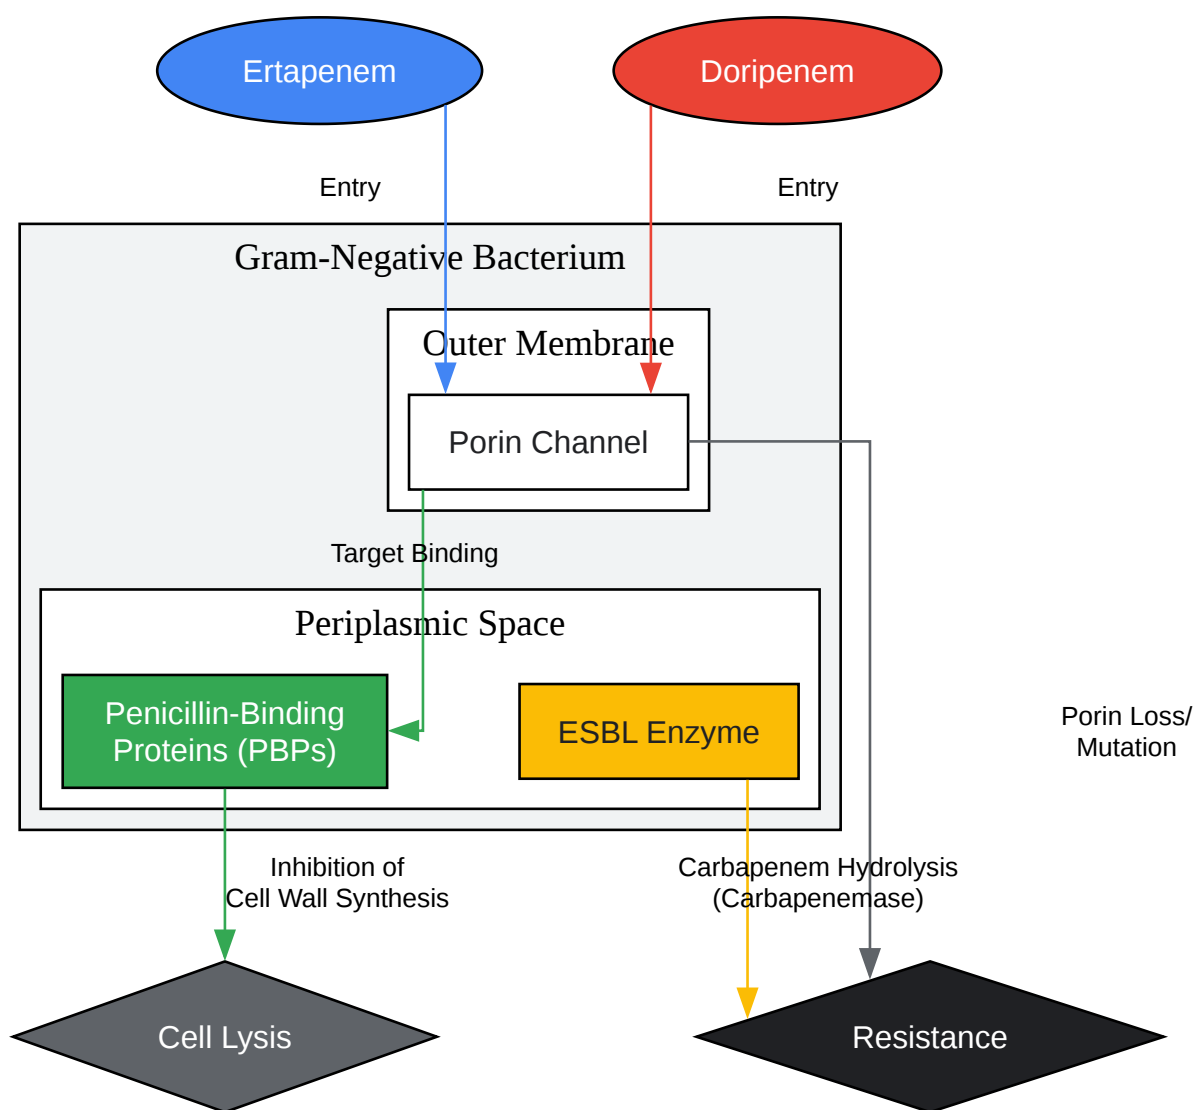 Ertapenem
Doripenem
Entry
Entry
Gram-Negative Bacterium
Outer Membrane
Porin Channel
Target Binding
Periplasmic Space
Penicillin-Binding
Proteins (PBPs)
ESBL Enzyme
Porin Loss/
Mutation
Inhibition of
Cell Wall Synthesis
Carbapenem Hydrolysis
(Carbapenemase)
Cell Lysis
Resistance